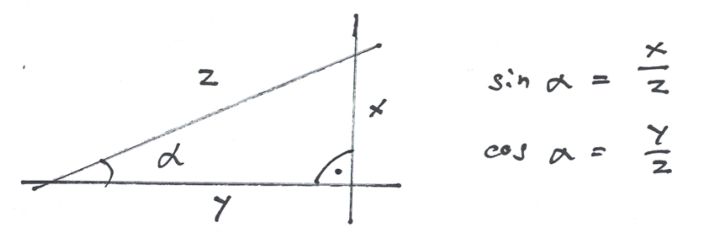 z
x
α
y
sin α = x/z
cos α = y/z